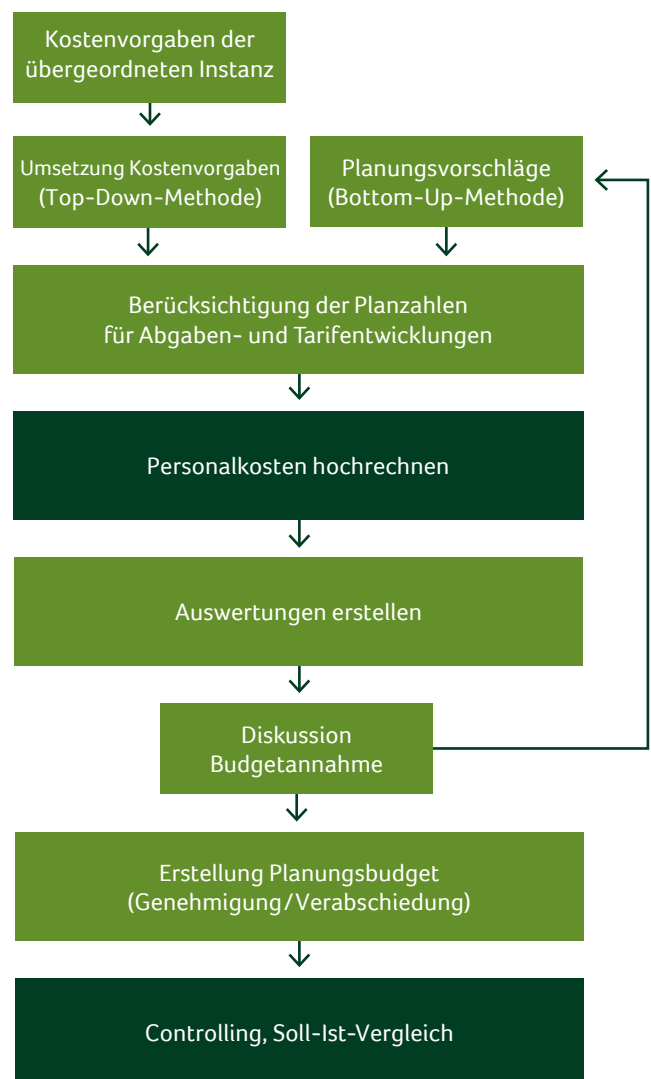 Kostenvorgaben der
übergeordneten Instanz
Umsetzung Kostenvorgaben
(Top-Down-Methode)
Planungsvorschläge
(Bottom-Up-Methode)
Berücksichtigung der Planzahlen
für Abgaben- und Tarifentwicklungen
Personalkosten hochrechnen
Auswertungen erstellen
Diskussion
Budgetannahme
Erstellung Planungsbudget
(Genehmigung/Verabschiedung)
Controlling, Soll-Ist-Vergleich